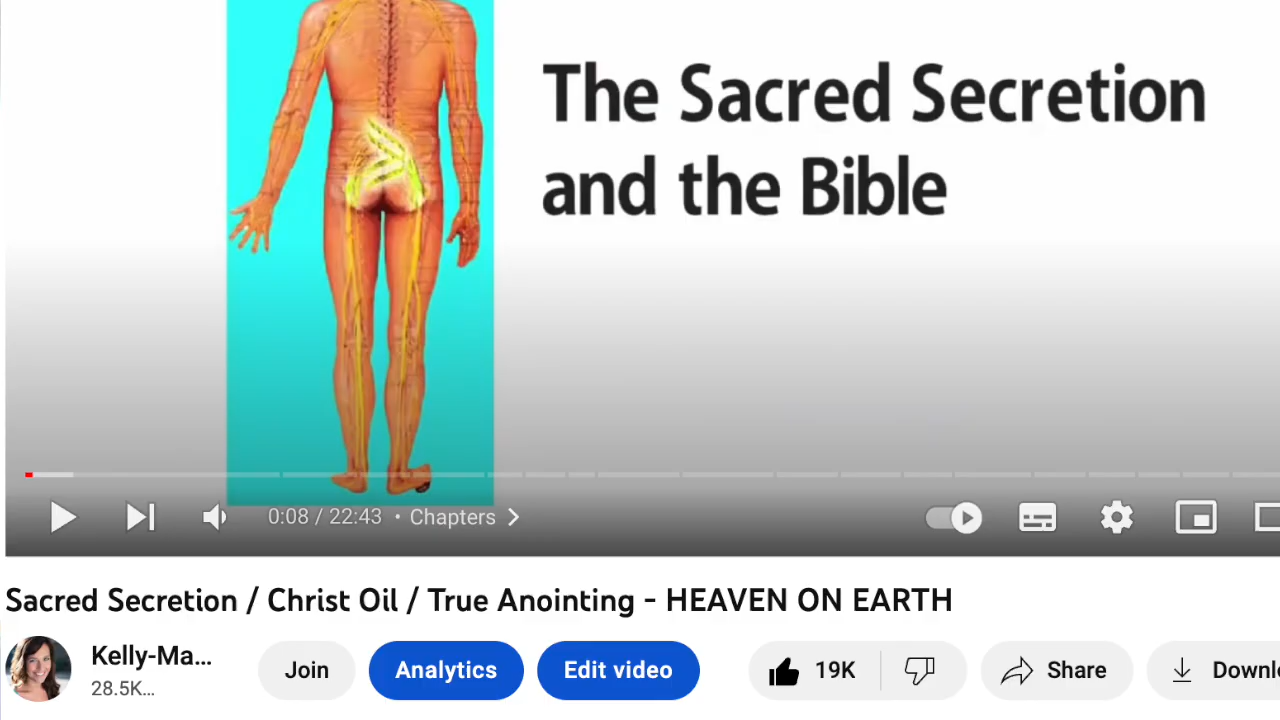 The Sacred Secretion
and the Bible
0:08 / 22:43 • Chapters
Sacred Secretion / Christ Oil / True Anointing - HEAVEN ON EARTH
Kelly-Ma...
28.5K...
Join
Analytics
Edit video
19K
Share
Downl